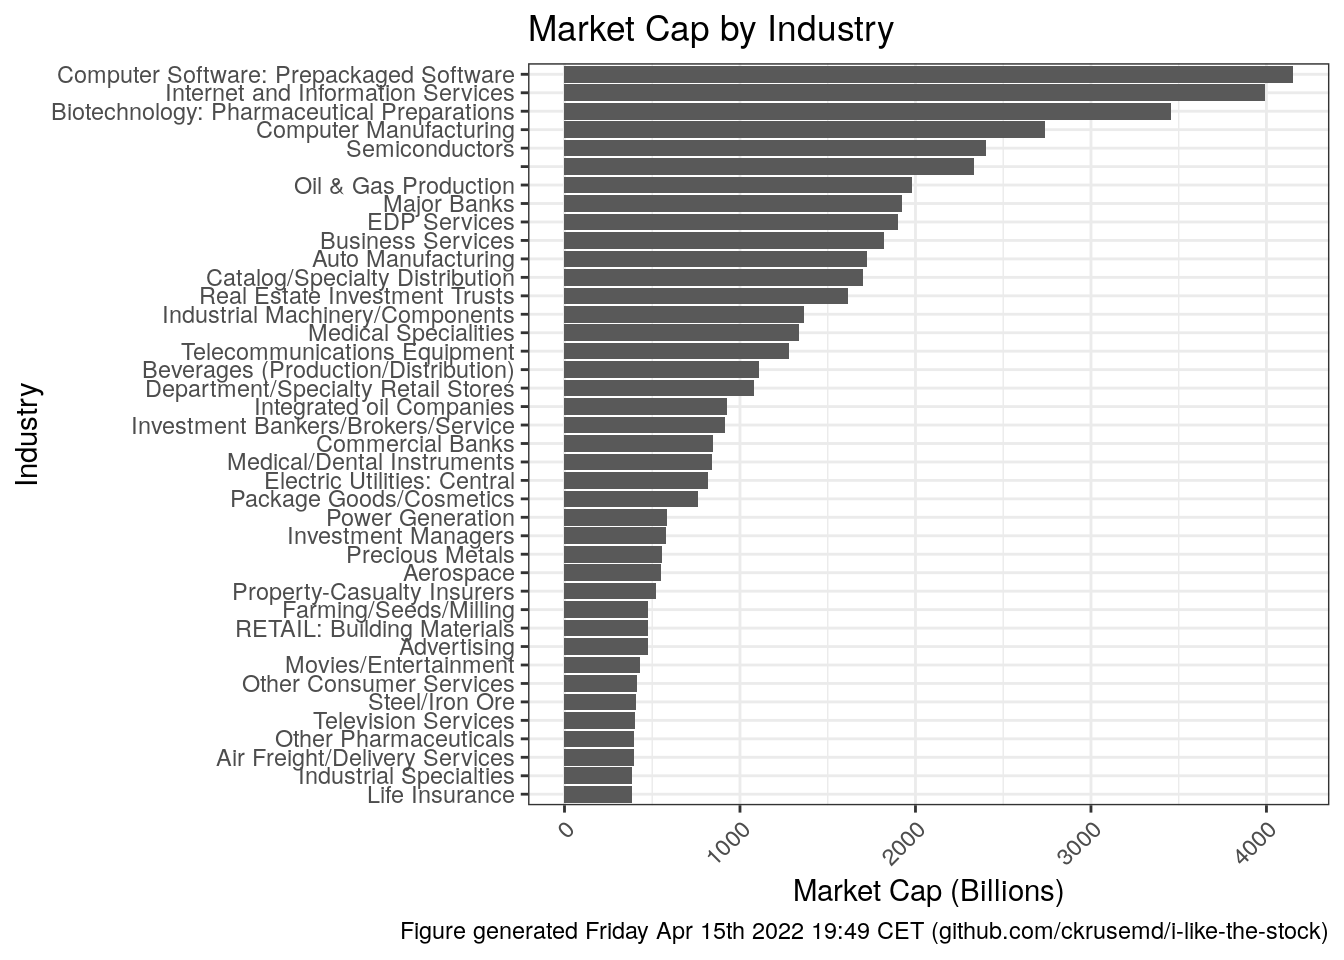 Market Cap by Industry
Computer Software: Prepackaged Software
Internet and Information Services
Biotechnology: Pharmaceutical Preparations
Computer Manufacturing
Semiconductors
Oil & Gas Production
Major Banks
EDP Services
Business Services
Auto Manufacturing
Catalog/Specialty Distribution
Real Estate Investment Trusts
Industrial Machinery/Components
Medical Specialities
Telecommunications Equipment
Beverages (Production/Distribution)
Department/Specialty Retail Stores
Integrated oil Companies
Investment Bankers/Brokers/Service
Commercial Banks
Medical/Dental Instruments
Electric Utilities: Central
Package Goods/Cosmetics
Power Generation
Investment Managers
Precious Metals
Aerospace
Property-Casualty Insurers
Farming/Seeds/Milling
RETAIL: Building Materials
Advertising
Movies/Entertainment
Other Consumer Services
Steel/Iron Ore
Television Services
Other Pharmaceuticals
Air Freight/Delivery Services
Industrial Specialties
Life Insurance
Industry
0 1000 2000 3000 4000
Market Cap (Billions)
Figure generated Friday Apr 15th 2022 19:49 CET (github.com/ckrusemd/i-like-the-stock)